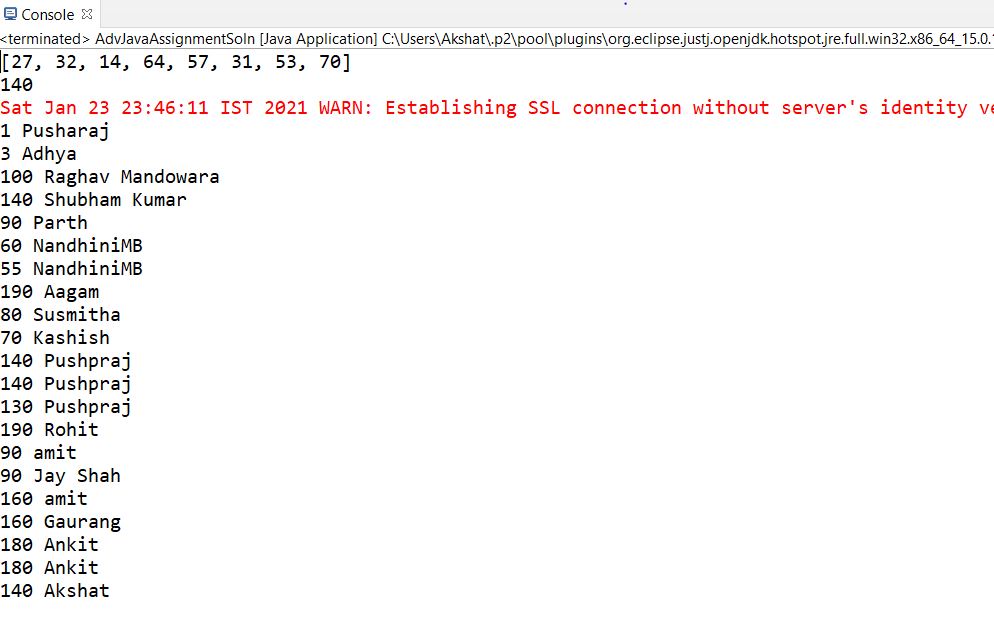 Console
<terminated> AdvJavaAssignmentSoln [Java Application] C:\Users\Akshat\.p2\pool\plugins\org.eclipse.justj.openjdk.hotspot.jre.full.win32.x86_64_15.0.1
[27, 32, 14, 64, 57, 31, 53, 70]
140
Sat Jan 23 23:46:11 IST 2021 WARN: Establishing SSL connection without server's identity ve
1 Pusharaj
3 Adhya
100 Raghav Mandowara
140 Shubham Kumar
90 Parth
60 NandhiniMB
55 NandhiniMB
190 Aagam
80 Susmitha
70 Kashish
140 Pushpraj
140 Pushpraj
130 Pushpraj
190 Rohit
90 amit
90 Jay Shah
160 amit
160 Gaurang
180 Ankit
180 Ankit
140 Akshat